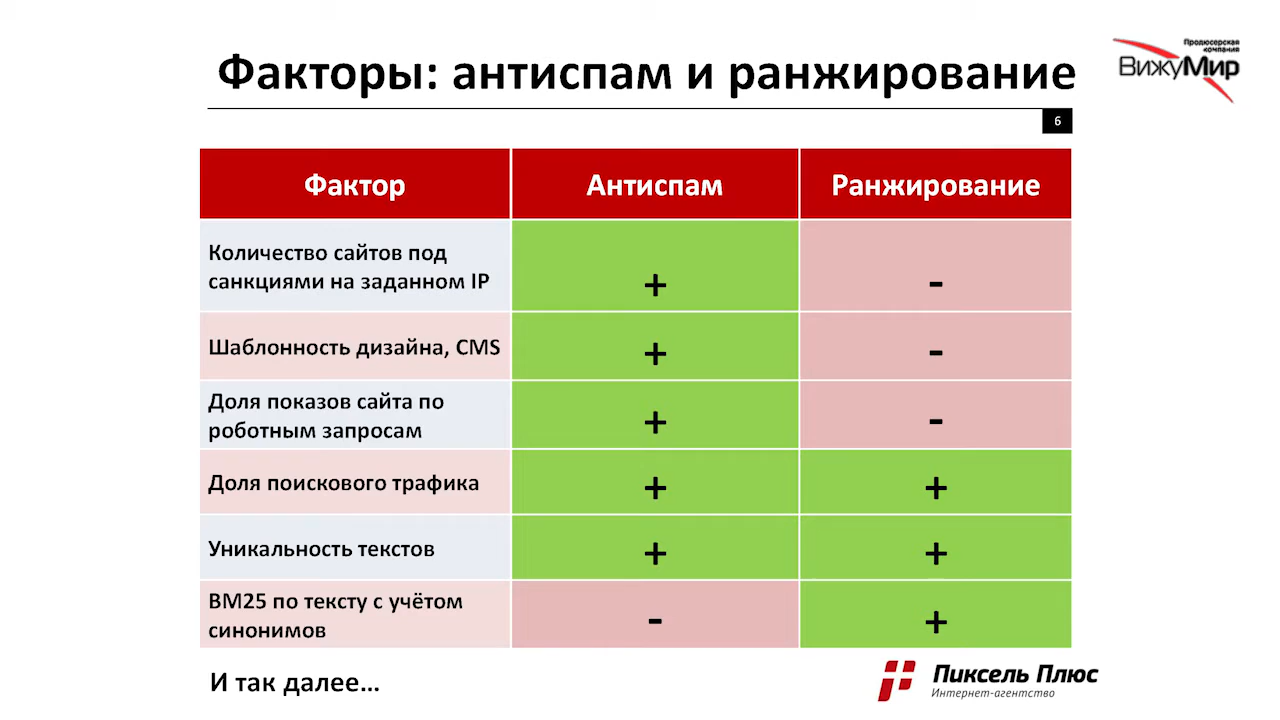 Факторы: антиспам и ранжирование
Продюсерская
компания
ВижуМир
6
Фактор Антиспам Ранжирование
Количество сайтов под
санкциями на заданном IP
+ -
Шаблонность дизайна, CMS + -
Доля показов сайта по
роботным запросам
+ -
Доля поискового трафика + +
Уникальность текстов + +
BM25 по тексту с учётом
синонимов
- +
И так далее...
Пиксель Плюс
Интернет-агентство